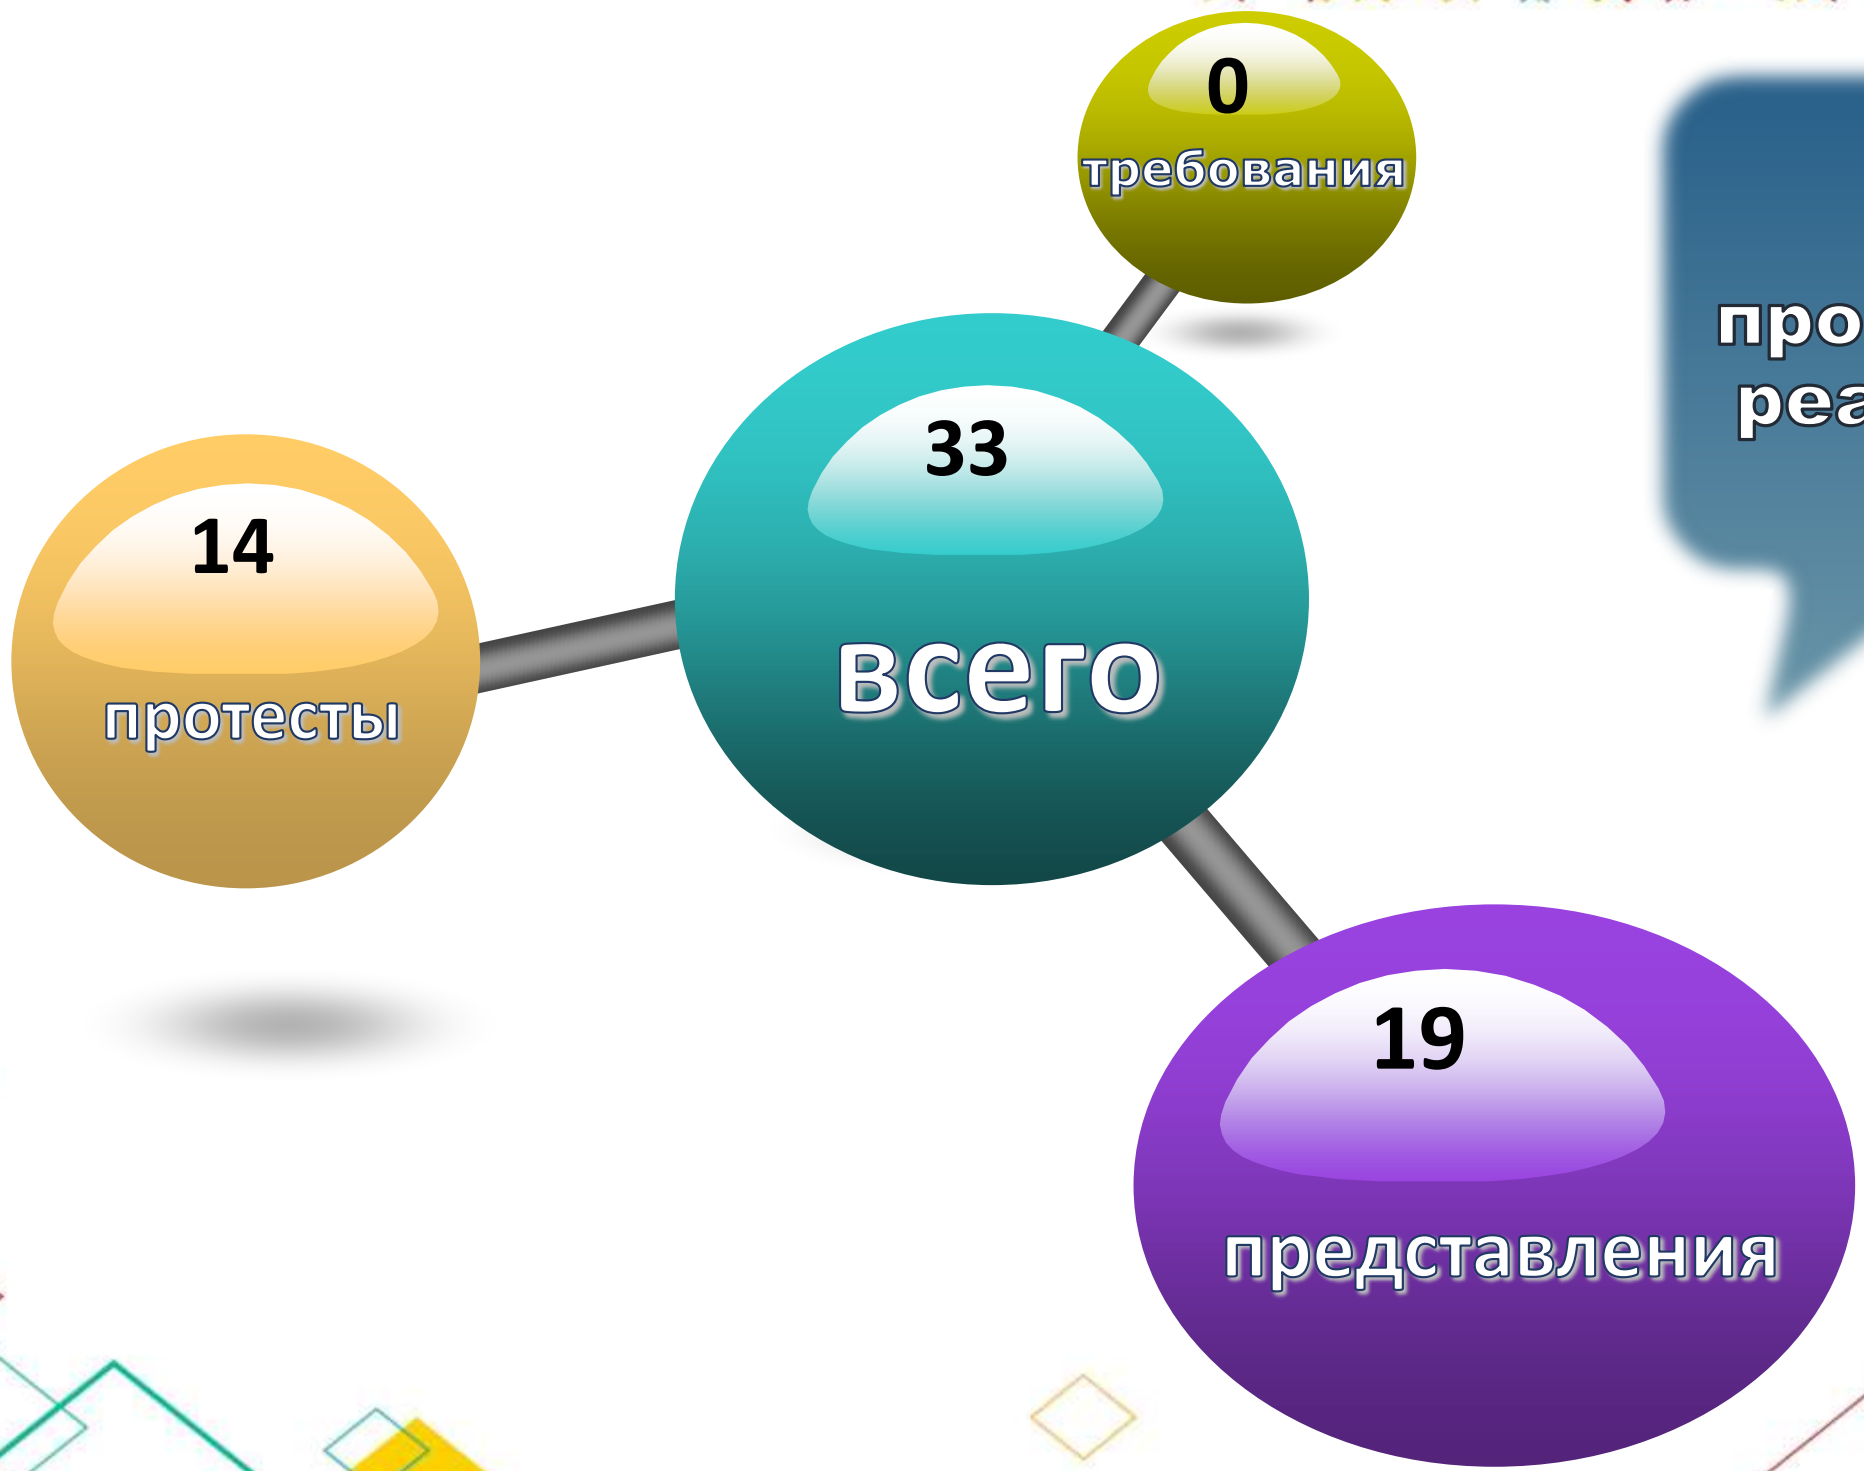 0
требования
33
всего
14
протесты
19
представления